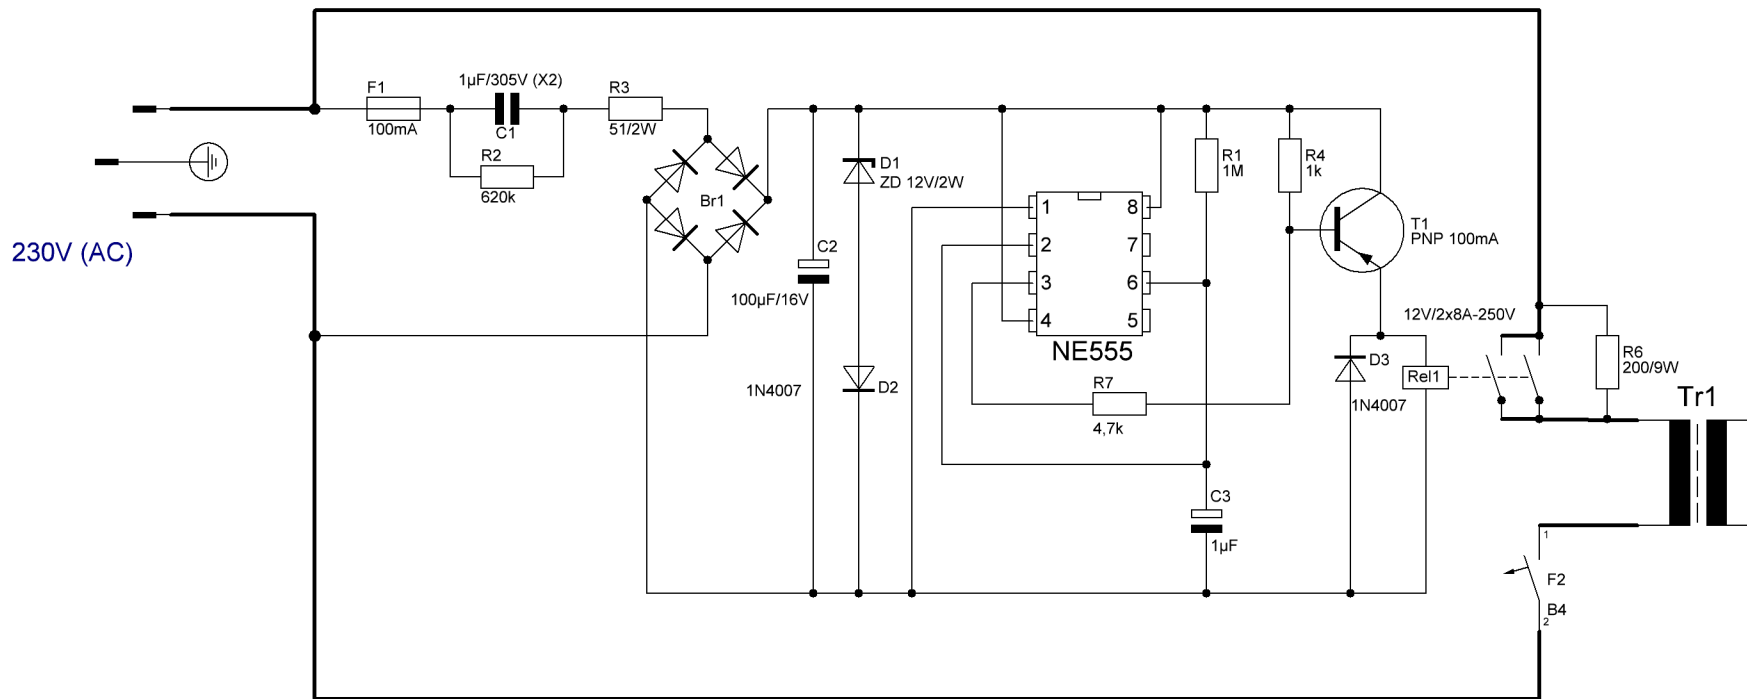 1µF/305V (X2)
F1
100mA
C1
R3
51/2W
R2
620k
230V (AC)
Br1
D1
ZD 12V/2W
C2
100µF/16V
1N4007
D2
1
2
3
4
8
7
6
5
NE555
R1
1M
R4
1k
T1
PNP 100mA
R7
4,7k
12V/2x8A-250V
D3
1N4007
Rel1
R6
200/9W
Tr1
C3
1µF
1
F2
B4
2